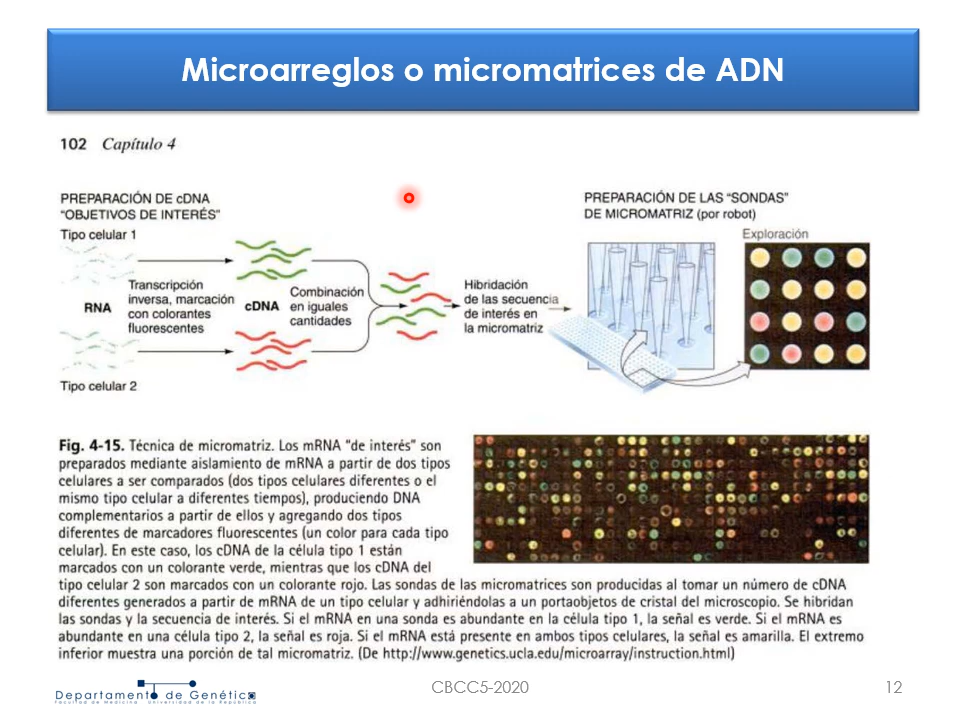 Microarreglos o micromatrices de ADN
102 Capítulo 4
PREPARACIÓN DE cDNA
"OBJETIVOS DE INTERÉS"
Tipo celular 1
RNA
Transcripción
inversa, marcación
con colorantes
fluorescentes
cDNA
Combinación
en iguales
cantidades
Tipo celular 2
Hibridación
de las secuencia
de interés en
la micromatriz
PREPARACIÓN DE LAS "SONDAS"
DE MICROMATRIZ (por robot)
Exploración
Fig. 4-15. Técnica de micromatriz. Los mRNA "de interés" son
preparados mediante aislamiento de mRNA a partir de dos tipos
celulares a ser comparados (dos tipos celulares diferentes o el
mismo tipo celular a diferentes tiempos), produciendo DNA
complementarios a partir de ellos y agregando dos tipos
diferentes de marcadores fluorescentes (un color para cada tipo
celular). En este caso, los cDNA de la célula tipo 1 están
marcados con un colorante verde, mientras que los cDNA del
tipo celular 2 son marcados con un colorante rojo. Las sondas de las micromatrices son producidas al tomar un número de cDNA
diferentes generados a partir de mRNA de un tipo celular y adhiriéndolas a un portaobjetos de cristal del microscopio. Se hibridan
las sondas y la secuencia de interés. Si el mRNA en una sonda es abundante en la célula tipo 1, la señal es verde. Si el mRNA es
abundante en una célula tipo 2, la señal es roja. Si el mRNA está presente en ambos tipos celulares, la señal es amarilla. El extremo
inferior muestra una porción de tal micromatriz. (De http://www.genetics.ucla.edu/microarray/instruction.html)
Departamento de Genética
Facultad de Medicina Universidad de la República
CBCC5-2020
12